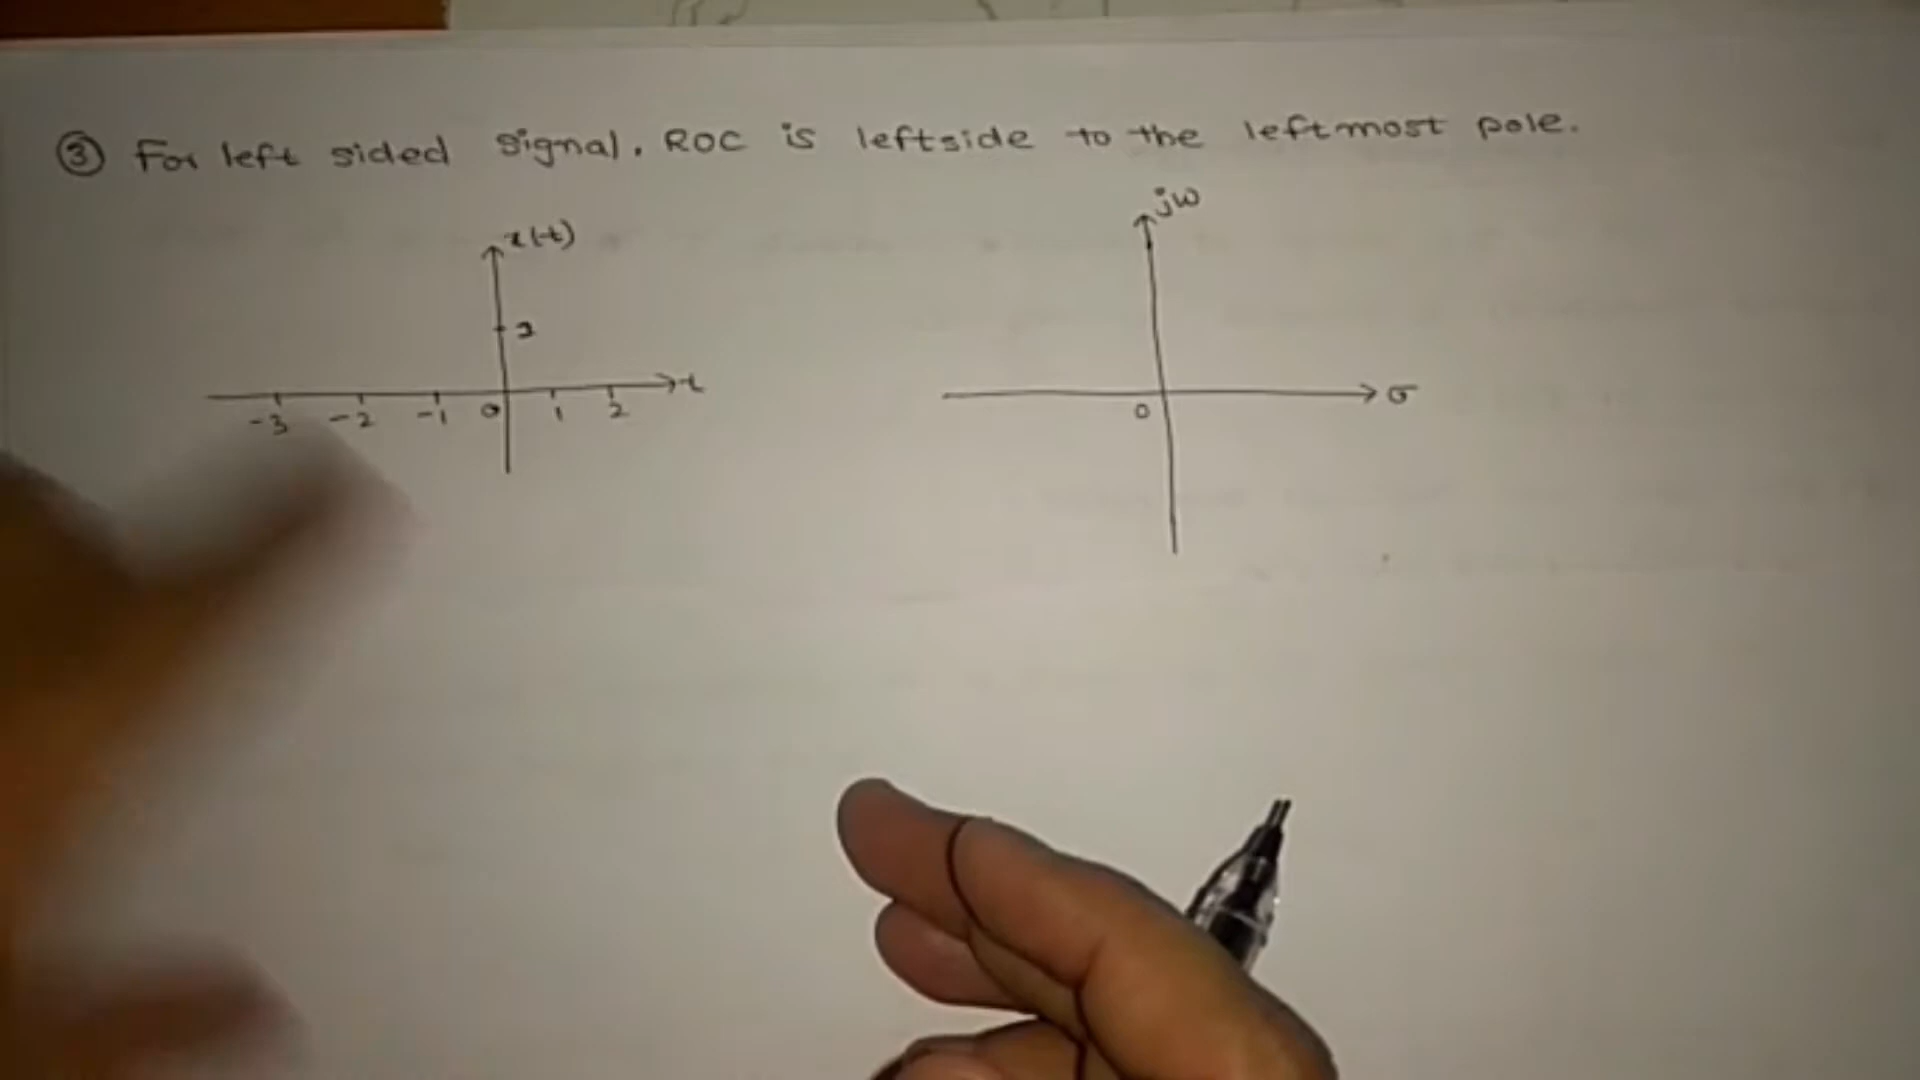 ③ For left sided signal, ROC is leftside to the leftmost pole.
x(t)
1
t
-3 -2 -1 0 1 2
jω
σ
0